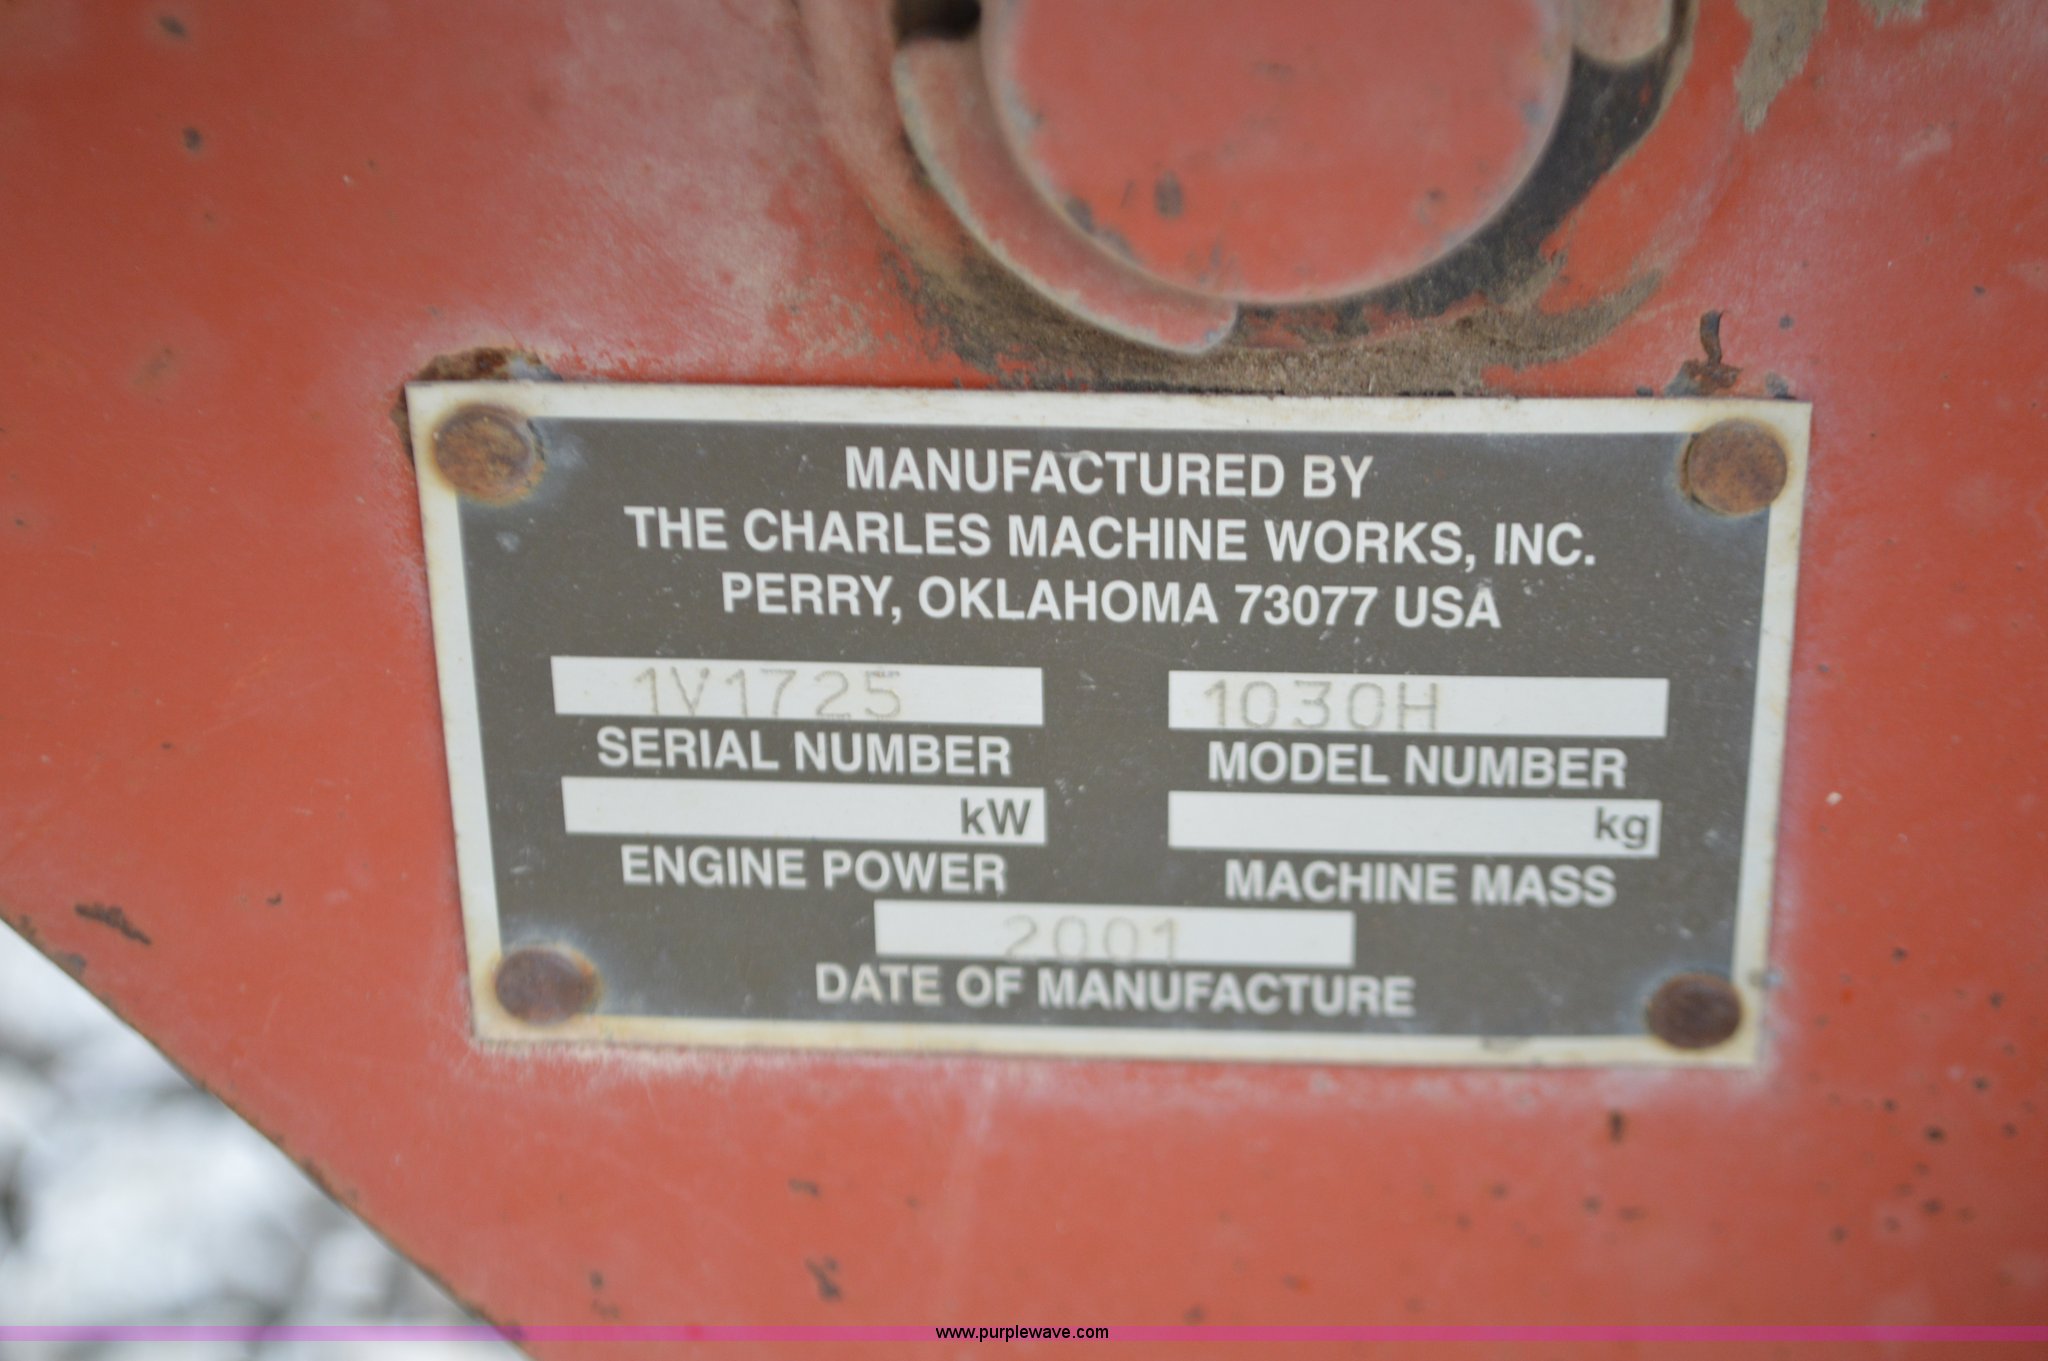 MANUFACTURED BY
THE CHARLES MACHINE WORKS, INC.
PERRY, OKLAHOMA 73077 USA
1V1725 1030H
SERIAL NUMBER MODEL NUMBER
kW kg
ENGINE POWER MACHINE MASS
2001
DATE OF MANUFACTURE
www.purplewave.com